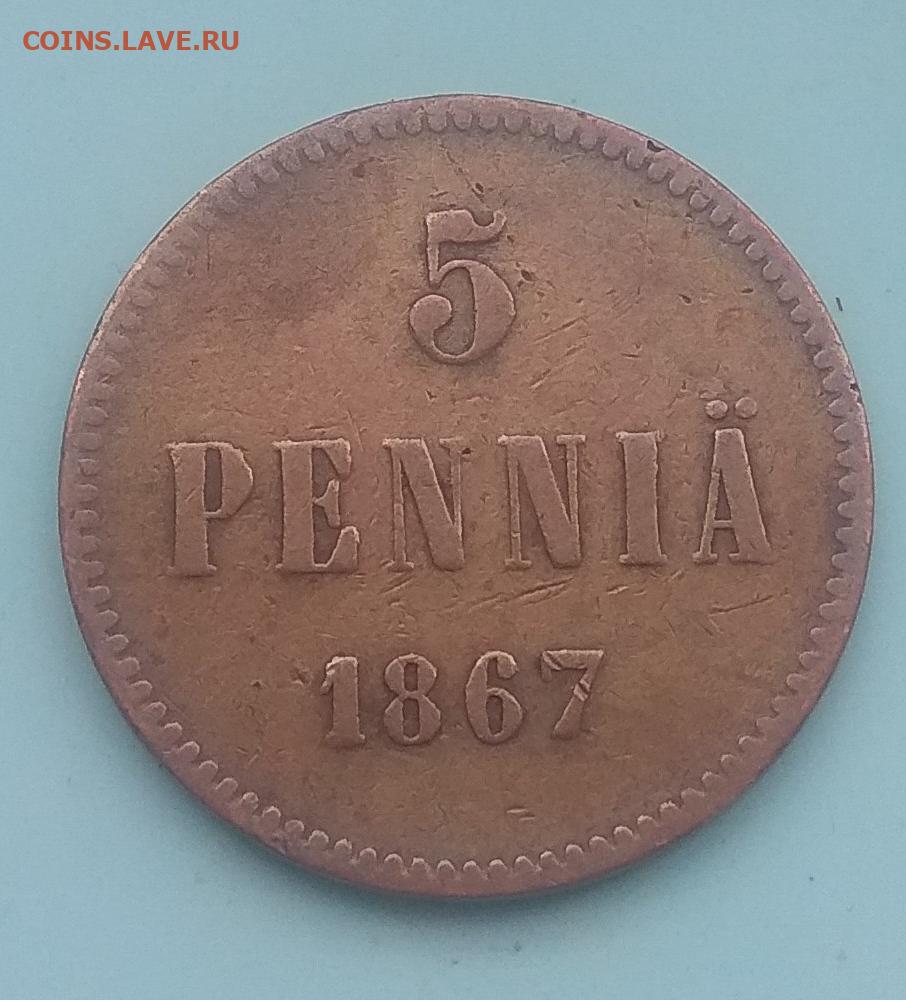 COINS.LAVE.RU
5
PENNIÄ
1867